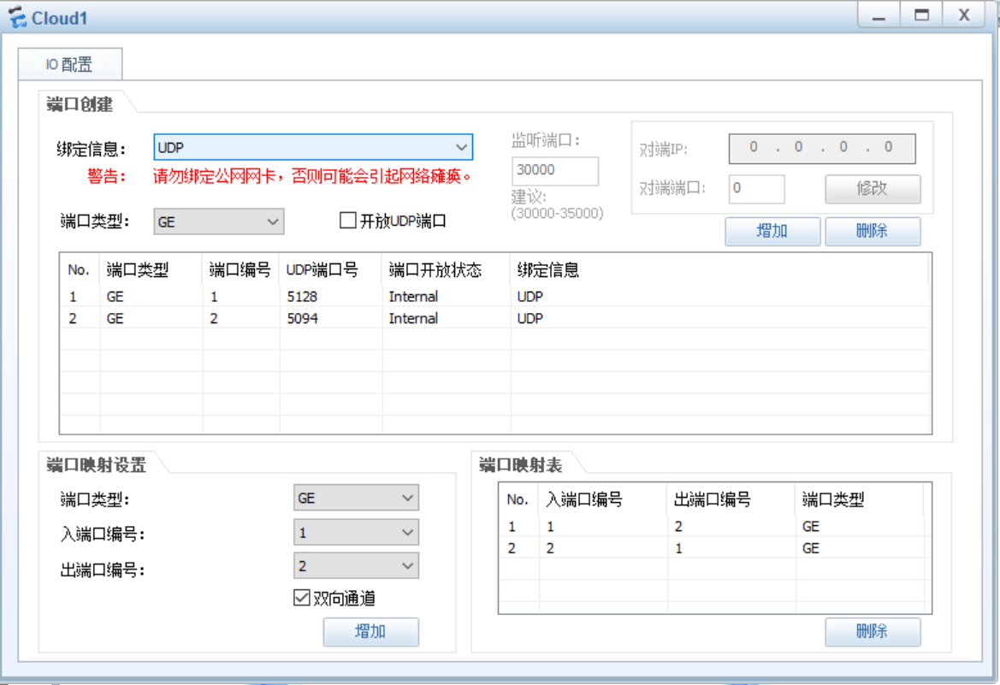 Cloud1
X
IO 配置
端口创建
绑定信息: UDP
警告: 请勿绑定公网网卡，否则可能会引起网络瘫痪。
监听端口:
30000
建议:
(30000-35000)
对端IP: 0 . 0 . 0 . 0
对端端口: 0 修改
端口类型: GE 开放UDP端口
增加 删除
No. 端口类型 端口编号 UDP端口号 端口开放状态 绑定信息
1 GE 1 5128 Internal UDP
2 GE 2 5094 Internal UDP
端口映射设置
端口类型: GE
入端口编号: 1
出端口编号: 2
双向通道
增加
端口映射表
No. 入端口编号 出端口编号 端口类型
1 1 2 GE
2 2 1 GE
删除